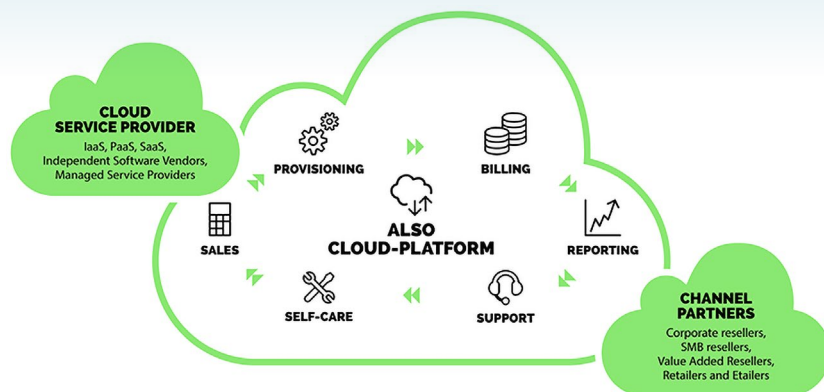 CLOUD
SERVICE PROVIDER
IaaS, PaaS, SaaS,
Independent Software Vendors,
Managed Service Providers
PROVISIONING
BILLING
SALES
ALSO
CLOUD-PLATFORM
REPORTING
SELF-CARE
SUPPORT
CHANNEL
PARTNERS
Corporate resellers,
SMB resellers,
Value Added Resellers,
Retailers and Etailers